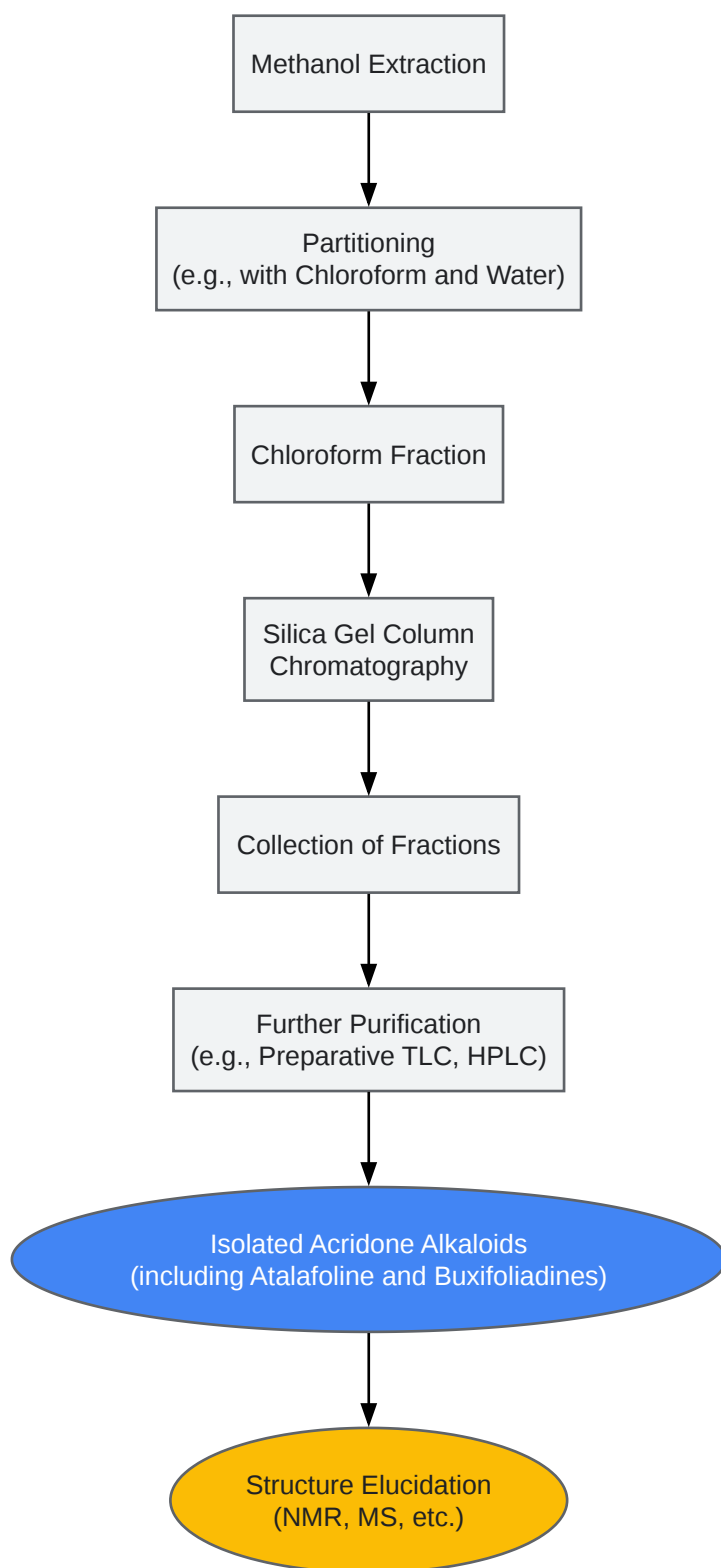 Methanol Extraction
Partitioning
(e.g., with Chloroform and Water)
Chloroform Fraction
Silica Gel Column
Chromatography
Collection of Fractions
Further Purification
(e.g., Preparative TLC, HPLC)
Isolated Acridone Alkaloids
(including Atalafoline and Buxifoliadines)
Structure Elucidation
(NMR, MS, etc.)